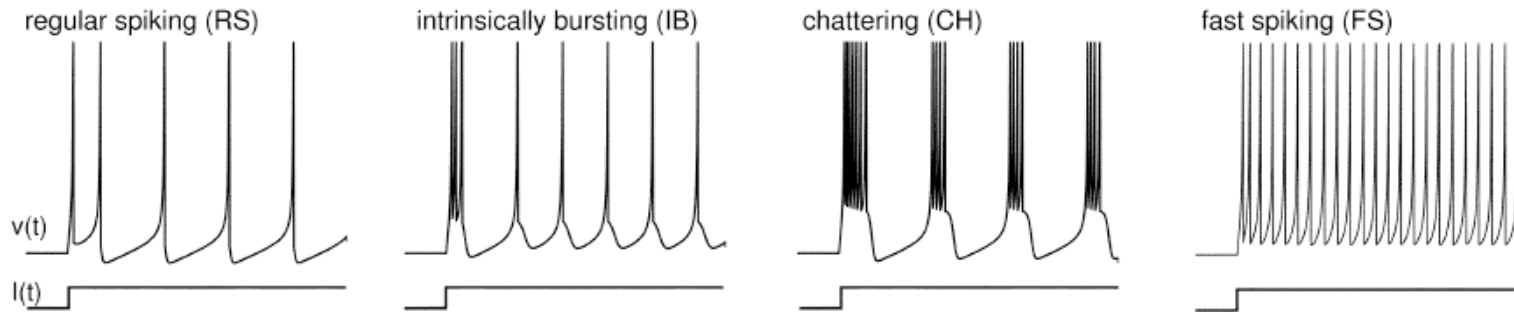 regular spiking (RS)
intrinsically bursting (IB)
chattering (CH)
fast spiking (FS)
v(t)
I(t)